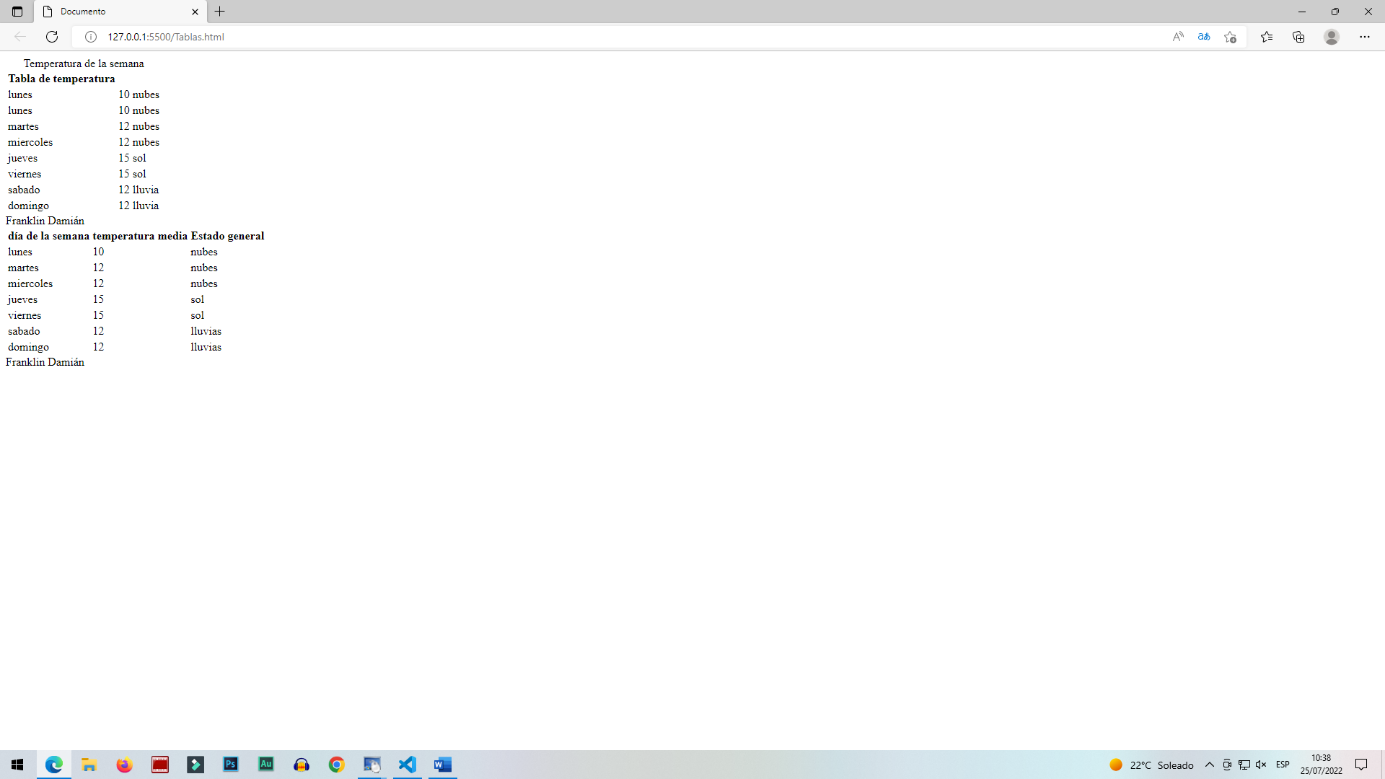 Documento
127.0.0.1:5500/Tablas.html
Temperatura de la semana
Tabla de temperatura
lunes 10 nubes
lunes 10 nubes
martes 12 nubes
miercoles 12 nubes
jueves 15 sol
viernes 15 sol
sabado 12 lluvia
domingo 12 lluvia
Franklin Damián
día de la semana temperatura media Estado general
lunes 10 nubes
martes 12 nubes
miercoles 12 nubes
jueves 15 sol
viernes 15 sol
sabado 12 lluvias
domingo 12 lluvias
Franklin Damián
Ps
Au
W
22°C Soleado
ESP
10:38
25/07/2022